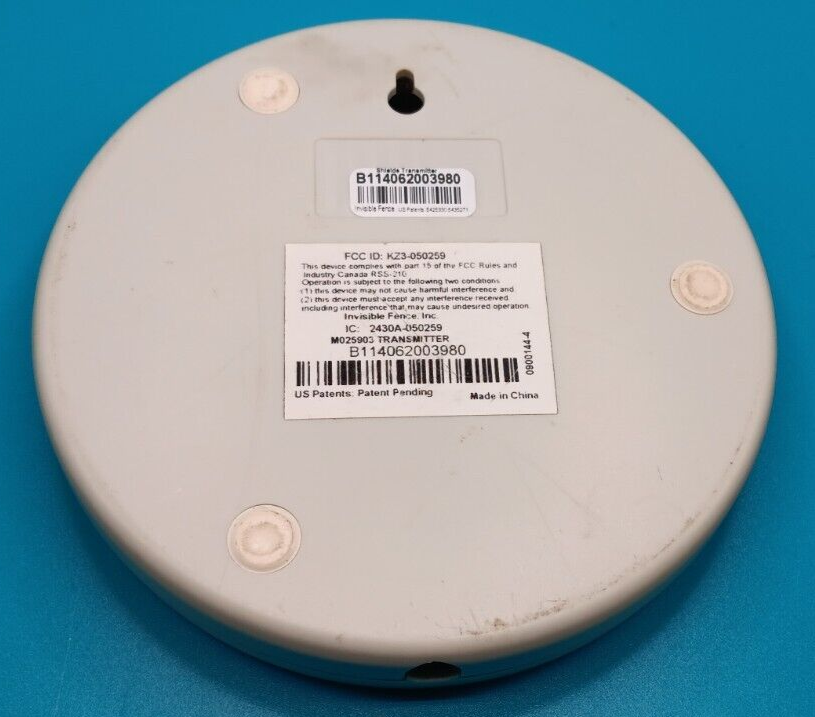 Shields Transmitter
B114062003980
Invisible Fence US Patents
FCC ID: KZ3-050259
This device complies with part 15 of the FCC Rules and
Industry Canada RSS-210
Operation is subject to the following two conditions
(1) this device may not cause harmful interference and
(2) this device must accept any interference received
including interference that may cause undesired operation
Invisible Fence, Inc.
IC: 2430A-050259
M025903 TRANSMITTER
B114062003980
0900144-4
US Patents: Patent Pending
Made in China